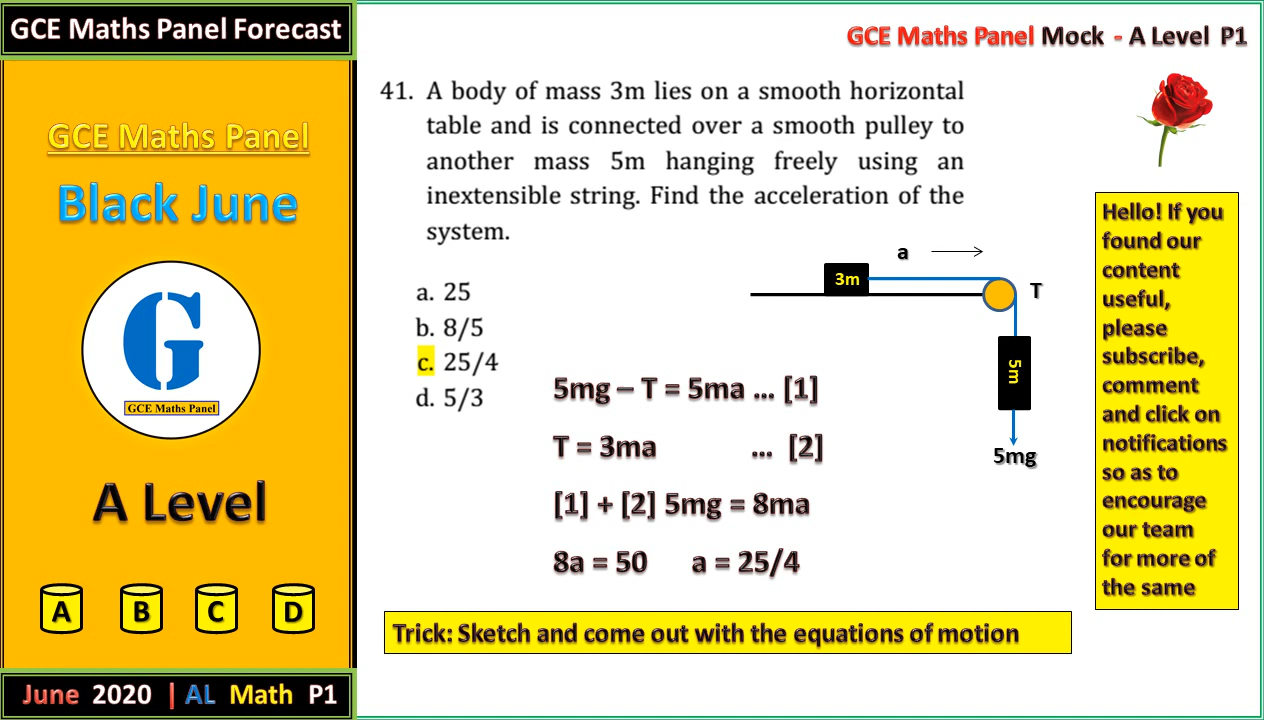 GCE Maths Panel Forecast
GCE Maths Panel
Black June
G
GCE Maths Panel
A Level
A B C D
June 2020 | AL Math P1
GCE Maths Panel Mock - A Level P1
41. A body of mass 3m lies on a smooth horizontal
table and is connected over a smooth pulley to
another mass 5m hanging freely using an
inextensible string. Find the acceleration of the
system.
a. 25
b. 8/5
c. 25/4
d. 5/3
a
3m
T
5m
5mg
5mg – T = 5ma ... [1]
T = 3ma ... [2]
[1] + [2] 5mg = 8ma
8a = 50 a = 25/4
Trick: Sketch and come out with the equations of motion
Hello! If you
found our
content
useful,
please
subscribe,
comment
and click on
notifications
so as to
encourage
our team
for more of
the same